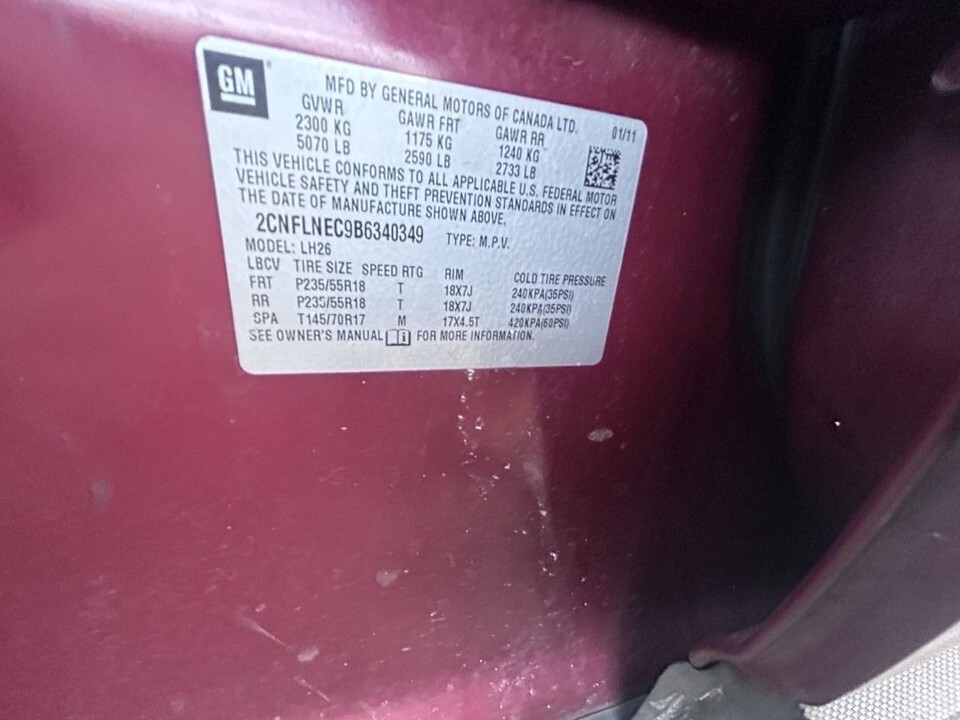 GM
MFD BY GENERAL MOTORS OF CANADA LTD. 01/11
GVWR GAWR FRT GAWR RR
2300 KG 1175 KG 1240 KG
5070 LB 2590 LB 2733 LB
THIS VEHICLE CONFORMS TO ALL APPLICABLE U.S. FEDERAL MOTOR
VEHICLE SAFETY AND THEFT PREVENTION STANDARDS IN EFFECT ON
THE DATE OF MANUFACTURE SHOWN ABOVE.
2CNFLNEC9B6340349 TYPE: M.P.V.
MODEL: LH26
LBCV TIRE SIZE SPEED RTG RIM COLD TIRE PRESSURE
FRT P235/55R18 T 18X7J 240KPA(35PSI)
RR P235/55R18 T 18X7J 240KPA(35PSI)
SPA T145/70R17 M 17X4.5T 420KPA(60PSI)
SEE OWNER'S MANUAL FOR MORE INFORMATION.